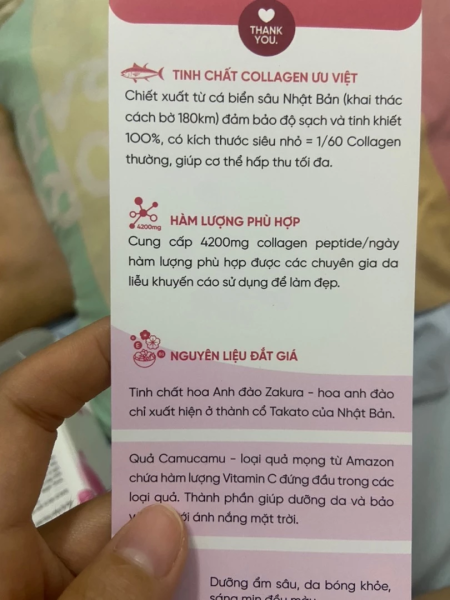 THANK
YOU.
TINH CHẤT COLLAGEN ƯU VIỆT
Chiết xuất từ cá biển sâu Nhật Bản (khai thác
cách bờ 180km) đảm bảo độ sạch và tinh khiết
100%, có kích thước siêu nhỏ = 1/60 Collagen
thường, giúp cơ thể hấp thu tối đa.
4200mg
HÀM LƯỢNG PHÙ HỢP
Cung cấp 4200mg collagen peptide/ngày
hàm lượng phù hợp được các chuyên gia da
liễu khuyến cáo sử dụng để làm đẹp.
NGUYÊN LIỆU ĐẮT GIÁ
Tinh chất hoa Anh đào Zakura - hoa anh đào
chỉ xuất hiện ở thành cổ Takato của Nhật Bản.
Quả Camucamu - loại quả mọng từ Amazon
chứa hàm lượng Vitamin C đứng đầu trong các
loại quả. Thành phần giúp dưỡng da và bảo
ánh nắng mặt trời.
Dưỡng ẩm sâu, da bóng khỏe,